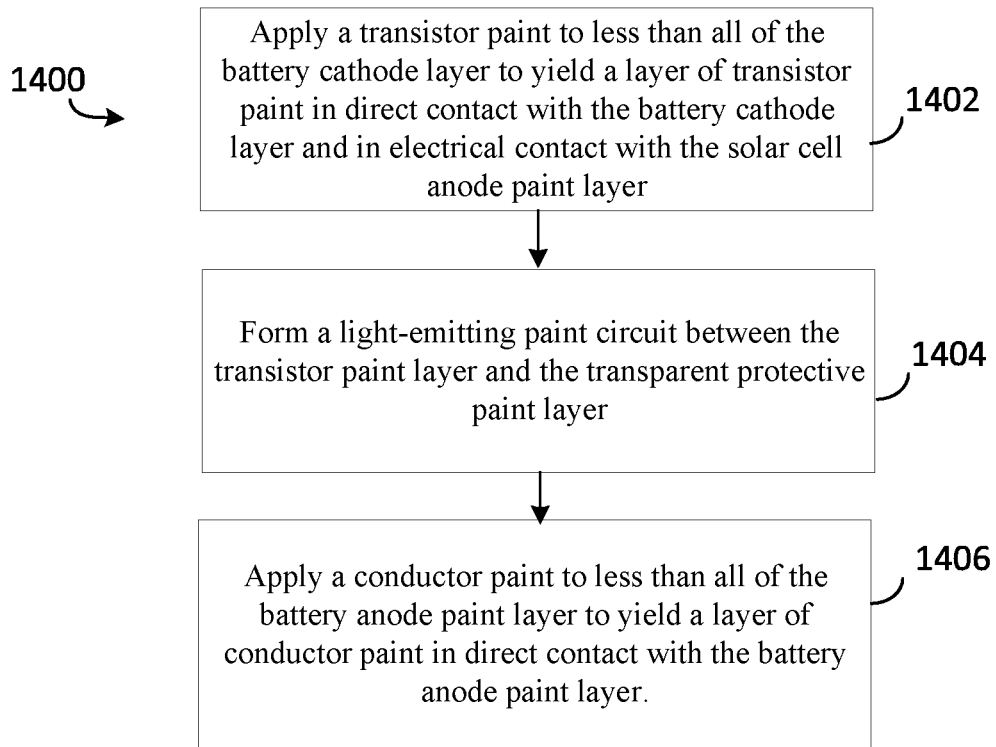 1400
Apply a transistor paint to less than all of the
battery cathode layer to yield a layer of transistor
paint in direct contact with the battery cathode
layer and in electrical contact with the solar cell
anode paint layer
1402
Form a light-emitting paint circuit between the
transistor paint layer and the transparent protective
paint layer
1404
Apply a conductor paint to less than all of the
battery anode paint layer to yield a layer of
conductor paint in direct contact with the battery
anode paint layer.
1406